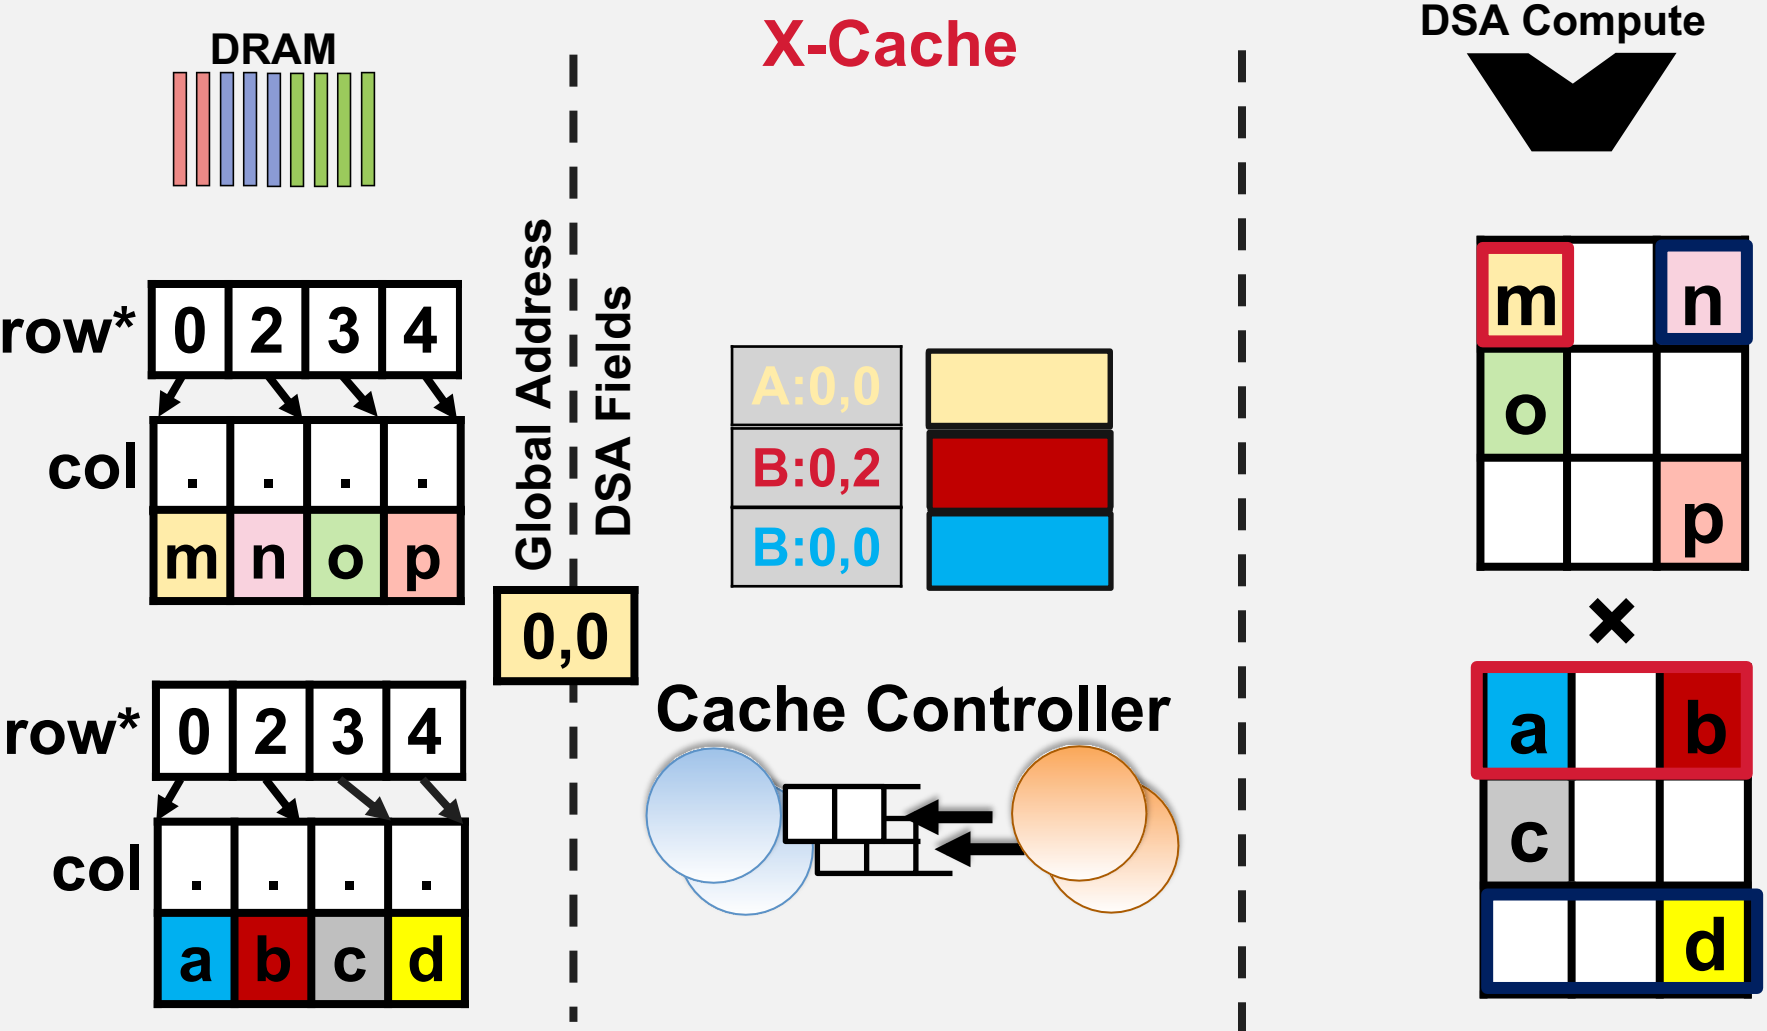 DRAM
X-Cache
DSA Compute
Global Address
DSA Fields
row* 0 2 3 4
col . . . .
m n o p
0,0
row* 0 2 3 4
col . . . .
a b c d
A:0,0
B:0,2
B:0,0
Cache Controller
m n
o
p
×
a b
c
d